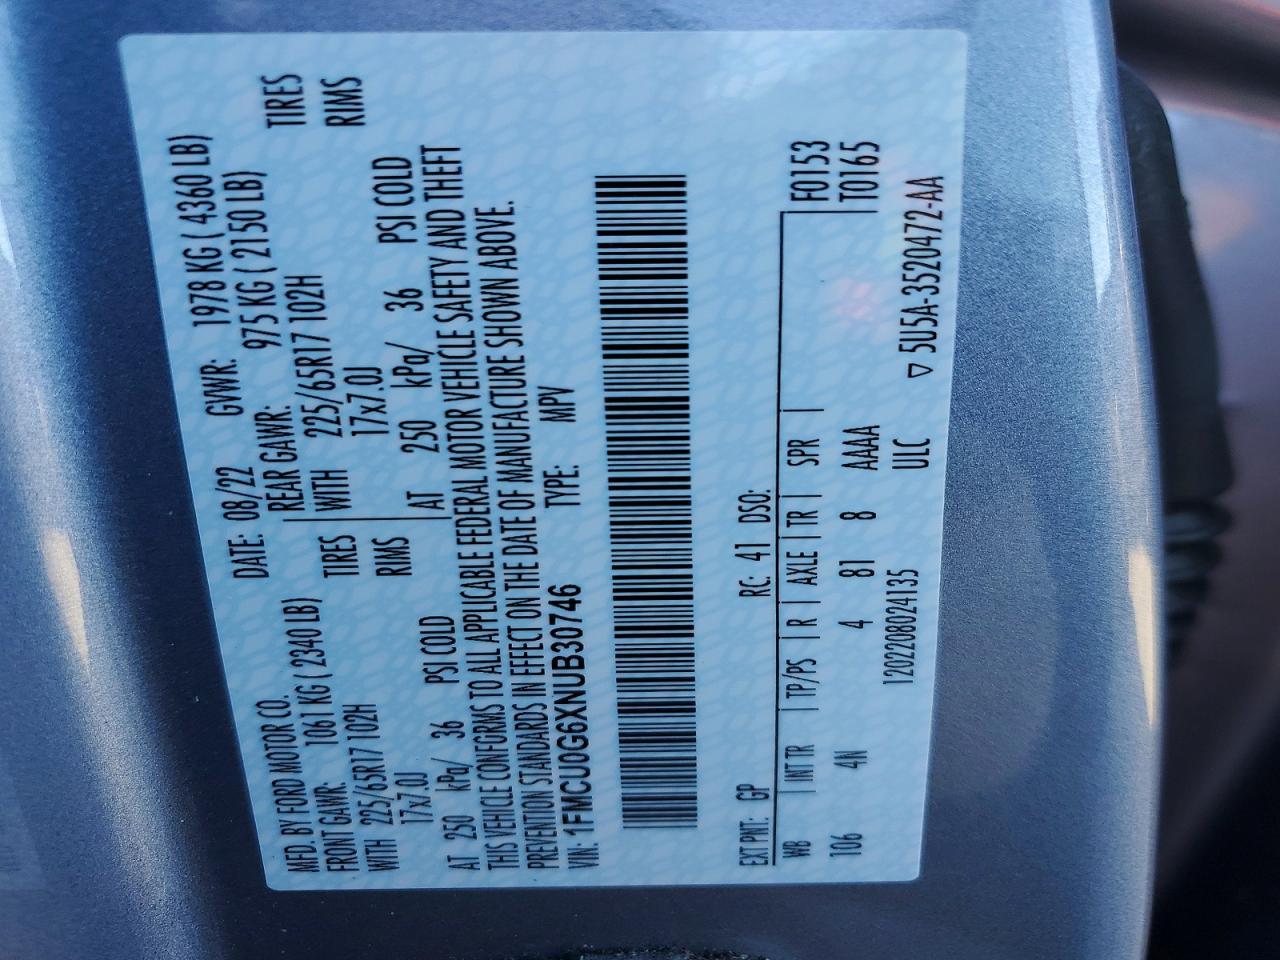 MFD. BY FORD MOTOR CO.
DATE: 08/22 GVWR: 1978 KG ( 4360 LB)
FRONT GAWR: 1061 KG ( 2340 LB) REAR GAWR: 975 KG ( 2150 LB)
WITH 225/65R17 102H TIRES WITH 225/65R17 102H TIRES
17x7.0J RIMS 17x7.0J RIMS
AT 250 kPa/ 36 PSI COLD AT 250 kPa/ 36 PSI COLD
THIS VEHICLE CONFORMS TO ALL APPLICABLE FEDERAL MOTOR VEHICLE SAFETY AND THEFT
PREVENTION STANDARDS IN EFFECT ON THE DATE OF MANUFACTURE SHOWN ABOVE.
VIN: 1FMCU0G6XNUB30746 TYPE: MPV
EXT PNT: GP RC: 41 DSO:
WB | INT TR | TP/PS | R | AXLE | TR | SPR | F0153
106 4N 4 81 8 AAAA T0165
1202208024135 ULC ▽ 5U5A-3520472-AA